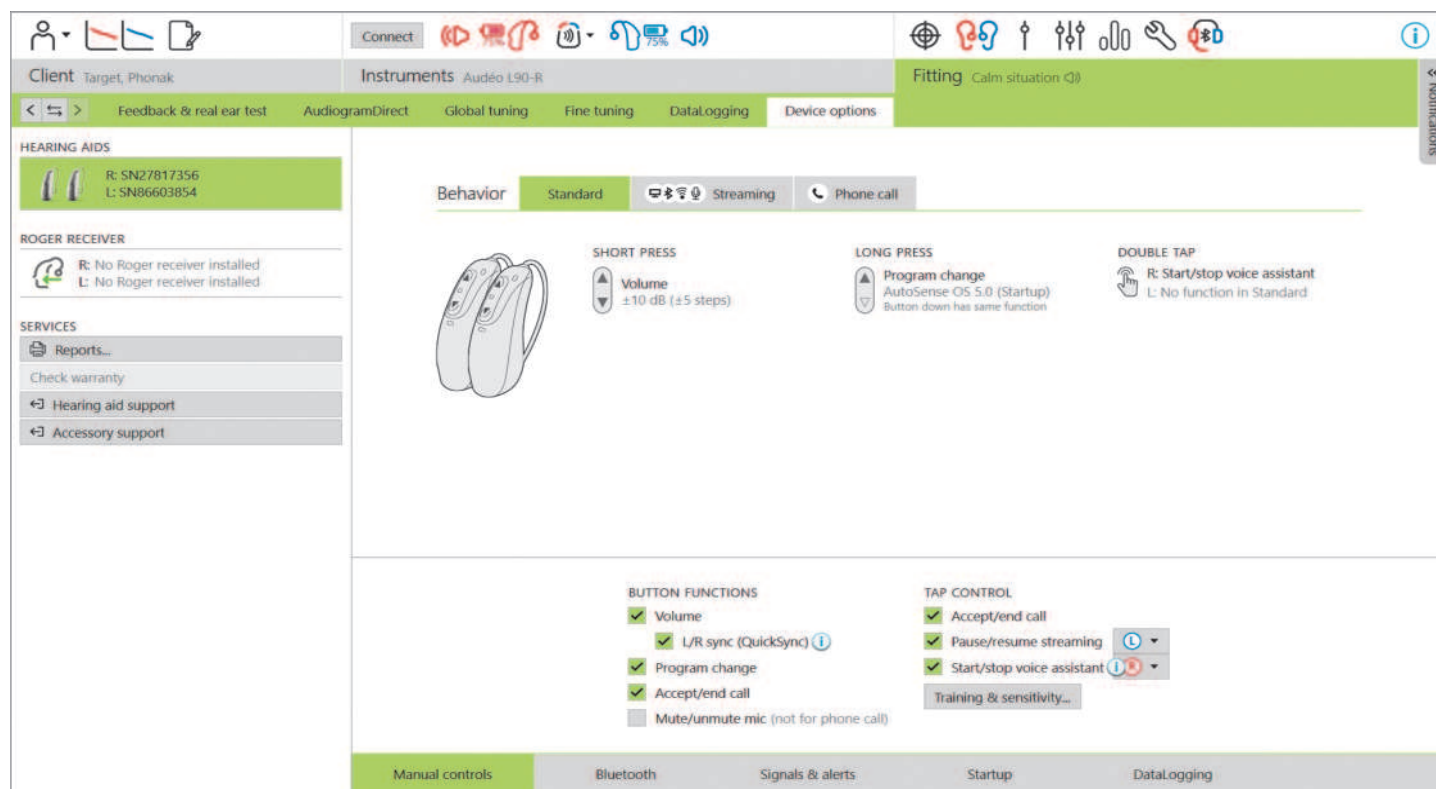 Connect
75%
Client Target, Phonak
Instruments Audéo L90-R
Fitting Calm situation
Notifications
Feedback & real ear test
AudiogramDirect
Global tuning
Fine tuning
DataLogging
Device options
HEARING AIDS
R: SN27817356
L: SN86603854
ROGER RECEIVER
R: No Roger receiver installed
L: No Roger receiver installed
SERVICES
Reports...
Check warranty
Hearing aid support
Accessory support
Behavior
Standard
Streaming
Phone call
SHORT PRESS
Volume
±10 dB (±5 steps)
LONG PRESS
Program change
AutoSense OS 5.0 (Startup)
Button down has same function
DOUBLE TAP
R: Start/stop voice assistant
L: No function in Standard
BUTTON FUNCTIONS
Volume
L/R sync (QuickSync)
Program change
Accept/end call
Mute/unmute mic (not for phone call)
TAP CONTROL
Accept/end call
Pause/resume streaming L
Start/stop voice assistant R
Training & sensitivity...
Manual controls
Bluetooth
Signals & alerts
Startup
DataLogging